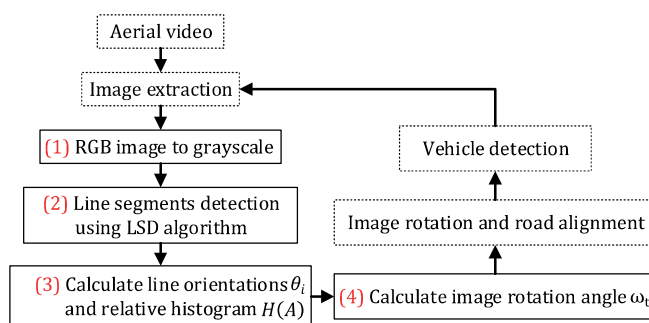 Aerial video
Image extraction
(1) RGB image to grayscale
(2) Line segments detection
using LSD algorithm
(3) Calculate line orientations θi
and relative histogram H(A)
(4) Calculate image rotation angle ωt
Image rotation and road alignment
Vehicle detection